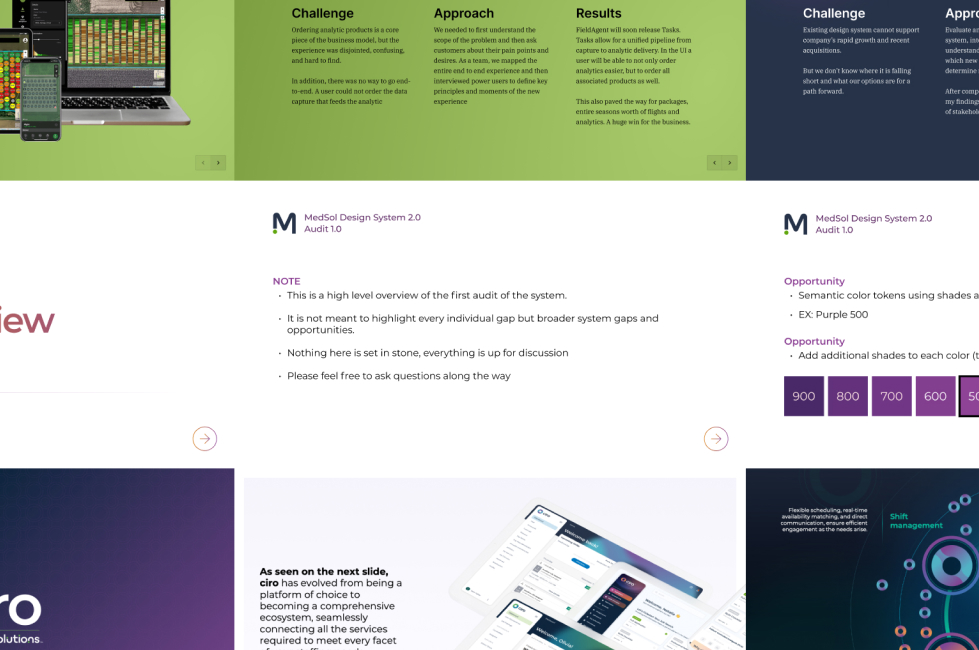 Challenge
Ordering analytic products is a core
piece of the business model, but the
experience was disjointed, confusing,
and hard to find.
In addition, there was no way to go end-
to-end. A user could not order the data
capture that feeds the analytic
Approach
We needed to first understand the
scope of the problem and then ask
customers about their pain points and
desires. As a team, we mapped the
entire end to end experience and then
interviewed power users to define key
principles and moments of the new
experience
Results
FieldAgent will soon release Tasks.
Tasks allow for a unified pipeline from
capture to analytic delivery. In the UI a
user will be able to not only order
analytics easier, but to order all
associated products as well.
This also paved the way for packages,
entire seasons worth of flights and
analytics. A huge win for the business.
Challenge
Existing design system cannot support
company's rapid growth and recent
acquisitions.
But we don't know where it is falling
short and what our options are for a
path forward.
Appro
Evaluate
system,
understan
which new
determine
After comp
my finding
of stakehol
iew
MedSol Design System 2.0
Audit 1.0
NOTE
• This is a high level overview of the first audit of the system.
• It is not meant to highlight every individual gap but broader system gaps and
opportunities.
• Nothing here is set in stone, everything is up for discussion
• Please feel free to ask questions along the way
MedSol Design System 2.0
Audit 1.0
Opportunity
• Semantic color tokens using shades a
• EX: Purple 500
Opportunity
• Add additional shades to each color (t
900 800 700 600 50
ro
olutions
As seen on the next slide,
ciro has evolved from being a
platform of choice to
becoming a comprehensive
ecosystem, seamlessly
connecting all the services
required to meet every facet
Welcome
ciro
Welcome,
Welcome, Olivia!
Flexible scheduling, real-time
availability matching, and direct
communication, ensure efficient
engagement as the needs arise.
Shift
management